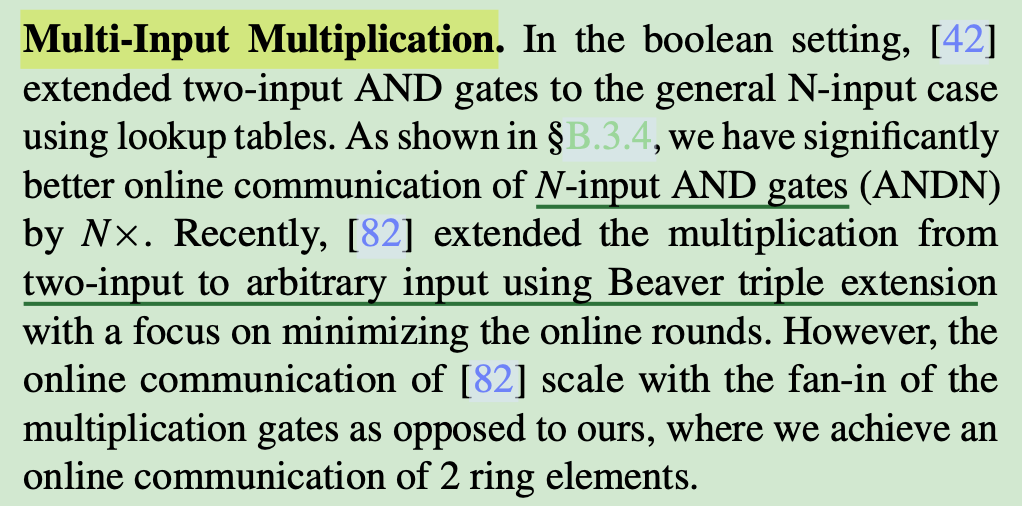 Multi-Input Multiplication. In the boolean setting, [42]
extended two-input AND gates to the general N-input case
using lookup tables. As shown in §B.3.4, we have significantly
better online communication of N-input AND gates (ANDN)
by N×. Recently, [82] extended the multiplication from
two-input to arbitrary input using Beaver triple extension
with a focus on minimizing the online rounds. However, the
online communication of [82] scale with the fan-in of the
multiplication gates as opposed to ours, where we achieve an
online communication of 2 ring elements.